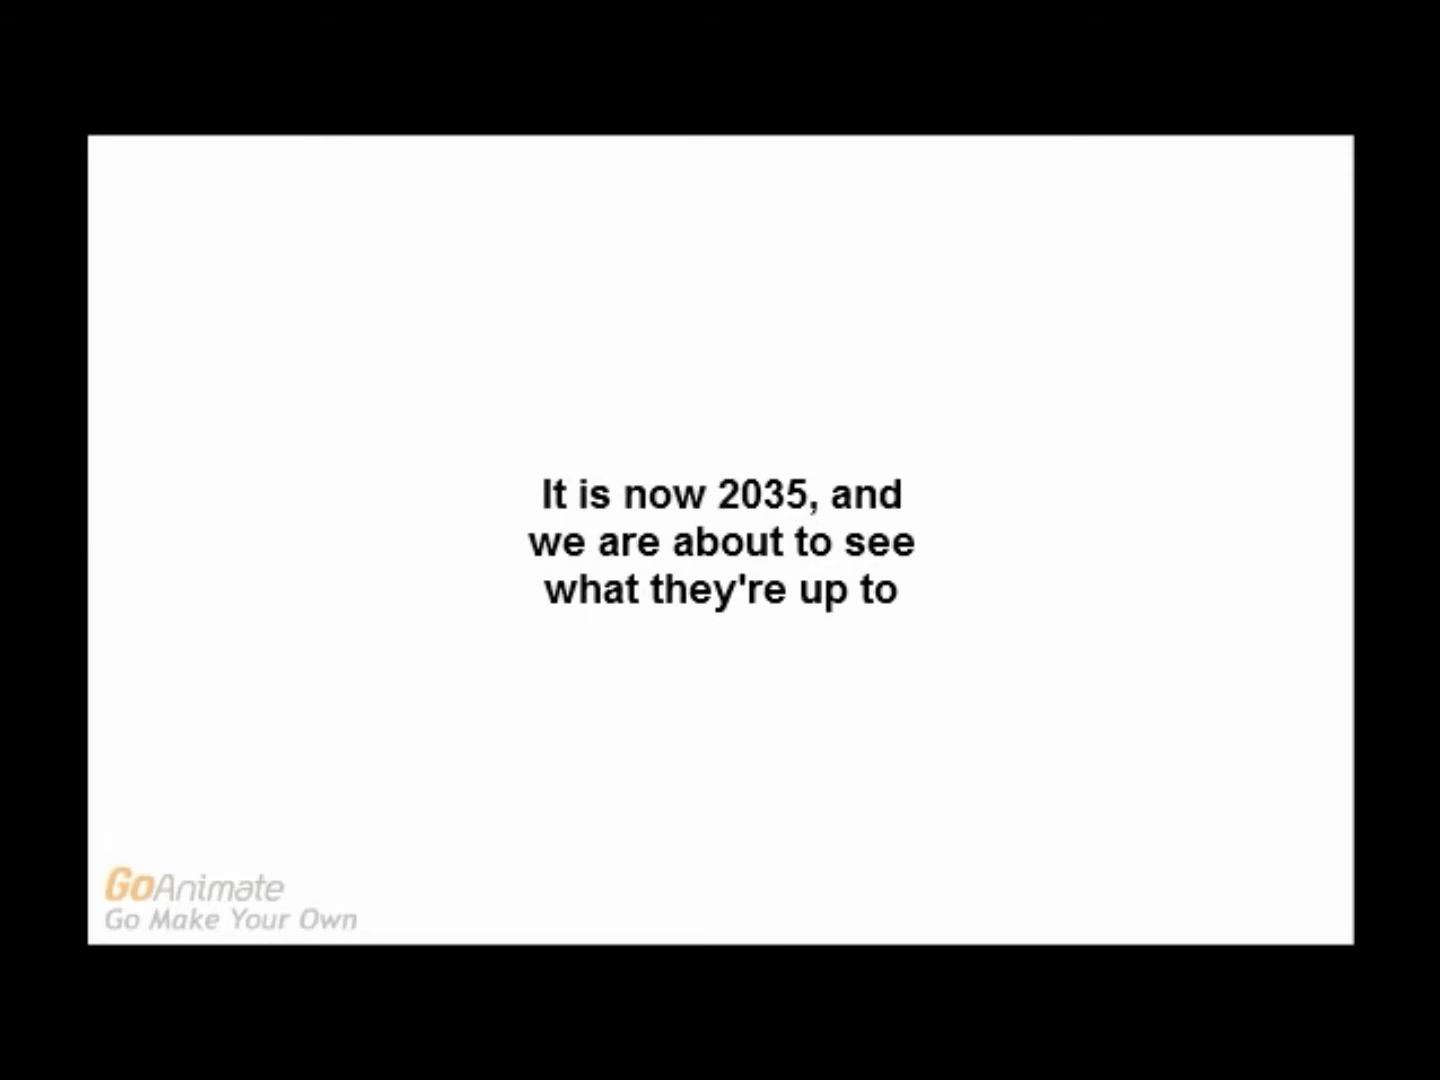 It is now 2035, and
we are about to see
what they're up to
GoAnimate
Go Make Your Own